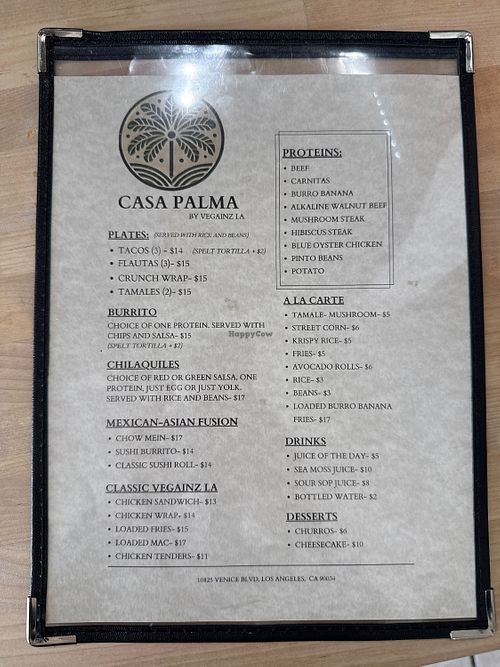 CASA PALMA
BY VEGAINZ LA
PLATES: (SERVED WITH RICE AND BEANS)
• TACOS (3) - $14 (SPELT TORTILLA + $2)
• FLAUTAS (3)- $15
• CRUNCH WRAP- $15
• TAMALES (2)- $15
BURRITO
CHOICE OF ONE PROTEIN. SERVED WITH
CHIPS AND SALSA- $15
(SPELT TORTILLA + $2)
HappyCow
CHILAQUILES
CHOICE OF RED OR GREEN SALSA, ONE
PROTEIN, JUST EGG OR JUST YOLK.
SERVED WITH RICE AND BEANS- $17
MEXICAN-ASIAN FUSION
• CHOW MEIN- $17
• SUSHI BURRITO- $14
• CLASSIC SUSHI ROLL- $14
CLASSIC VEGAINZ LA
• CHICKEN SANDWICH- $13
• CHICKEN WRAP- $14
• LOADED FRIES- $15
• LOADED MAC- $17
• CHICKEN TENDERS- $11
PROTEINS:
• BEEF
• CARNITAS
• BURRO BANANA
• ALKALINE WALNUT BEEF
• MUSHROOM STEAK
• HIBISCUS STEAK
• BLUE OYSTER CHICKEN
• PINTO BEANS
• POTATO
A LA CARTE
• TAMALE- MUSHROOM- $5
• STREET CORN- $6
• KRISPY RICE- $5
• FRIES- $5
• AVOCADO ROLLS- $6
• RICE- $3
• BEANS- $3
• LOADED BURRO BANANA
FRIES- $17
DRINKS
• JUICE OF THE DAY- $5
• SEA MOSS JUICE- $10
• SOUR SOP JUICE- $8
• BOTTLED WATER- $2
DESSERTS
• CHURROS- $6
• CHEESECAKE- $10
10825 VENICE BLVD, LOS ANGELES, CA 90034